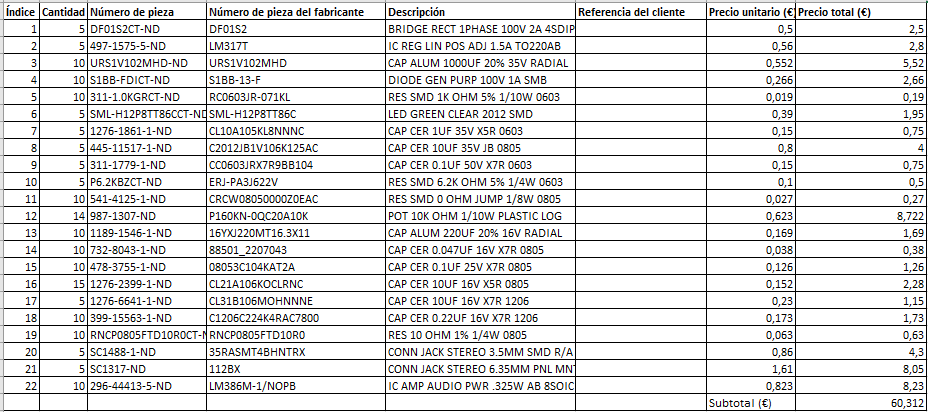 Índice Cantidad Número de pieza Número de pieza del fabricante Descripción Referencia del cliente Precio unitario (€) Precio total (€)
1 5 DF01S2CT-ND DF01S2 BRIDGE RECT 1PHASE 100V 2A 4SDIP 0,5 2,5
2 5 497-1575-5-ND LM317T IC REG LIN POS ADJ 1.5A TO220AB 0,56 2,8
3 10 URS1V102MHD-ND URS1V102MHD CAP ALUM 1000UF 20% 35V RADIAL 0,552 5,52
4 10 S1BB-FDICT-ND S1BB-13-F DIODE GEN PURP 100V 1A SMB 0,266 2,66
5 10 311-1.0KGRCT-ND RC0603JR-071KL RES SMD 1K OHM 5% 1/10W 0603 0,019 0,19
6 5 SML-H12P8TT86CCT-ND SML-H12P8TT86C LED GREEN CLEAR 2012 SMD 0,39 1,95
7 5 1276-1861-1-ND CL10A105KL8NNNC CAP CER 1UF 35V X5R 0603 0,15 0,75
8 5 445-11517-1-ND C2012JB1V106K125AC CAP CER 10UF 35V JB 0805 0,8 4
9 5 311-1779-1-ND CC0603JRX7R9BB104 CAP CER 0.1UF 50V X7R 0603 0,15 0,75
10 5 P6.2KBZCT-ND ERJ-PA3J622V RES SMD 6.2K OHM 5% 1/4W 0603 0,1 0,5
11 10 541-4125-1-ND CRCW08050000Z0EAC RES SMD 0 OHM JUMP 1/8W 0805 0,027 0,27
12 14 987-1307-ND P160KN-0QC20A10K POT 10K OHM 1/10W PLASTIC LOG 0,623 8,722
13 10 1189-1546-1-ND 16YXJ220MT16.3X11 CAP ALUM 220UF 20% 16V RADIAL 0,169 1,69
14 10 732-8043-1-ND 88501_2207043 CAP CER 0.047UF 16V X7R 0805 0,038 0,38
15 10 478-3755-1-ND 08053C104KAT2A CAP CER 0.1UF 25V X7R 0805 0,126 1,26
16 15 1276-2399-1-ND CL21A106KOCLRNC CAP CER 10UF 16V X5R 0805 0,152 2,28
17 5 1276-6641-1-ND CL31B106MOHNNNE CAP CER 10UF 16V X7R 1206 0,23 1,15
18 10 399-15563-1-ND C1206C224K4RAC7800 CAP CER 0.22UF 16V X7R 1206 0,173 1,73
19 10 RNCP0805FTD10R0CT-N RNCP0805FTD10R0 RES 10 OHM 1% 1/4W 0805 0,063 0,63
20 5 SC1488-1-ND 35RASMT4BHNTRX CONN JACK STEREO 3.5MM SMD R/A 0,86 4,3
21 5 SC1317-ND 112BX CONN JACK STEREO 6.35MM PNL MNT 1,61 8,05
22 10 296-44413-5-ND LM386M-1/NOPB IC AMP AUDIO PWR .325W AB 8SOIC 0,823 8,23
Subtotal (€) 60,312